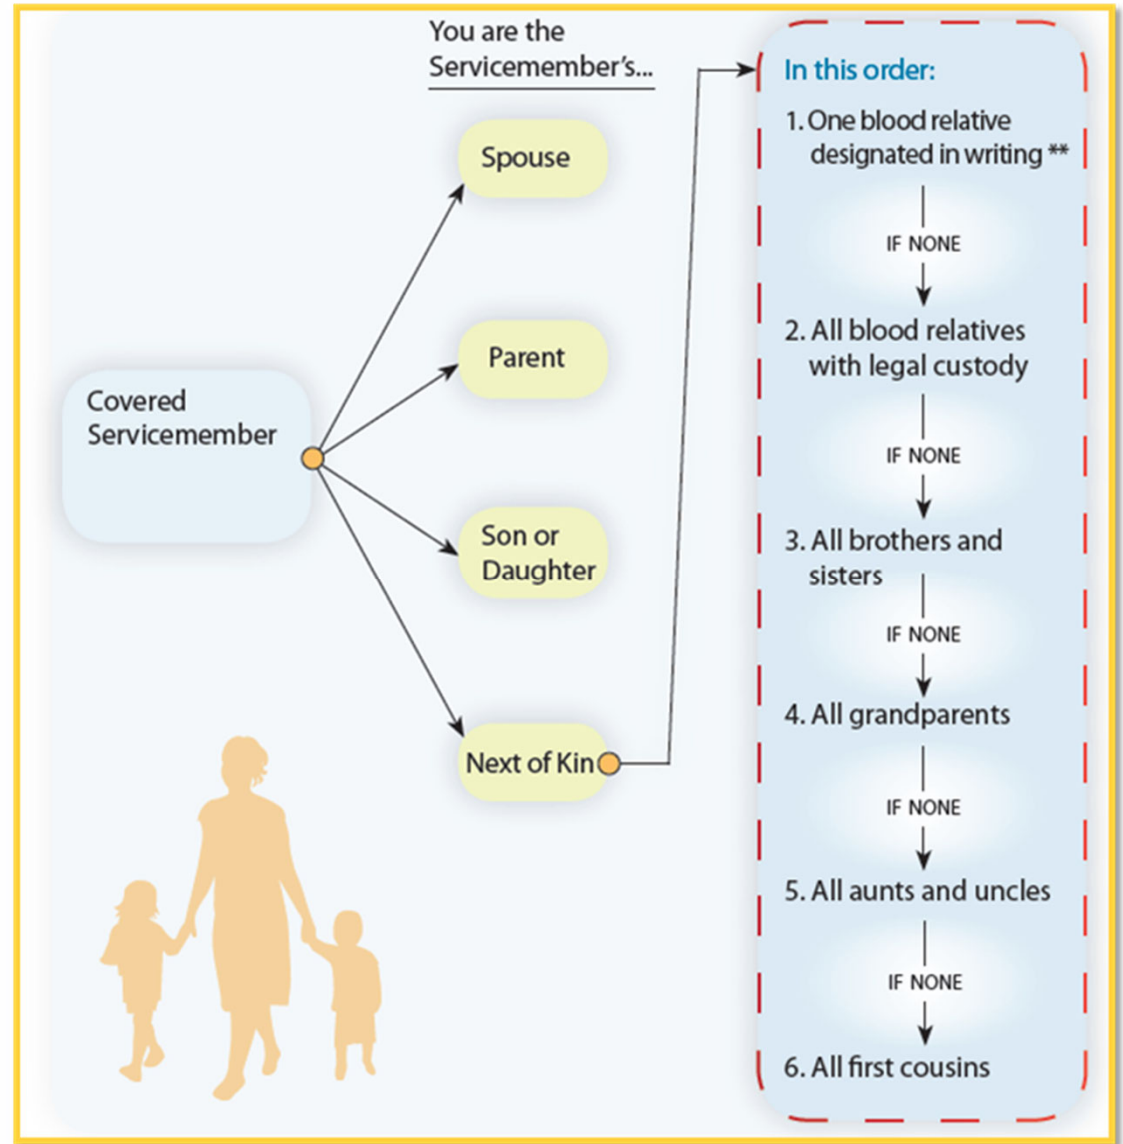 You are the
Servicemember's...
Spouse
Parent
Covered
Servicemember
Son or
Daughter
Next of Kin
In this order:
1. One blood relative
designated in writing **
IF NONE
2. All blood relatives
with legal custody
IF NONE
3. All brothers and
sisters
IF NONE
4. All grandparents
IF NONE
5. All aunts and uncles
IF NONE
6. All first cousins